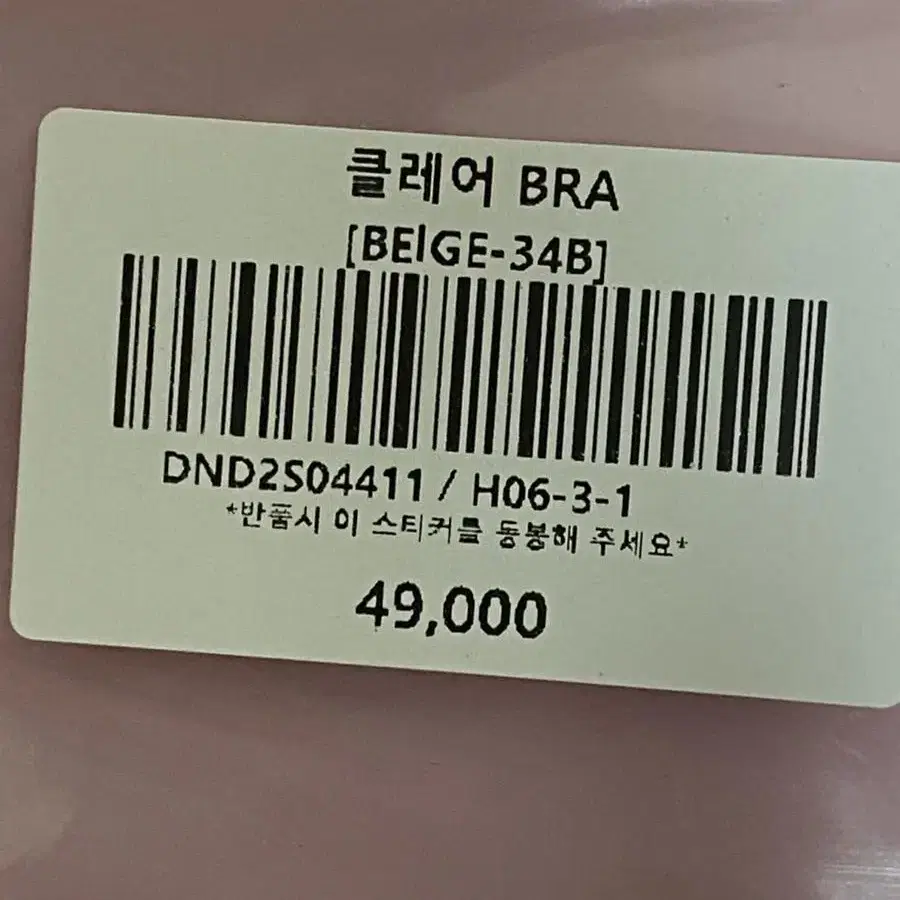 클레어 BRA
[BEIGE-34B]
DND2S04411 / H06-3-1
*반품시 이 스티커를 동봉해 주세요*
49,000